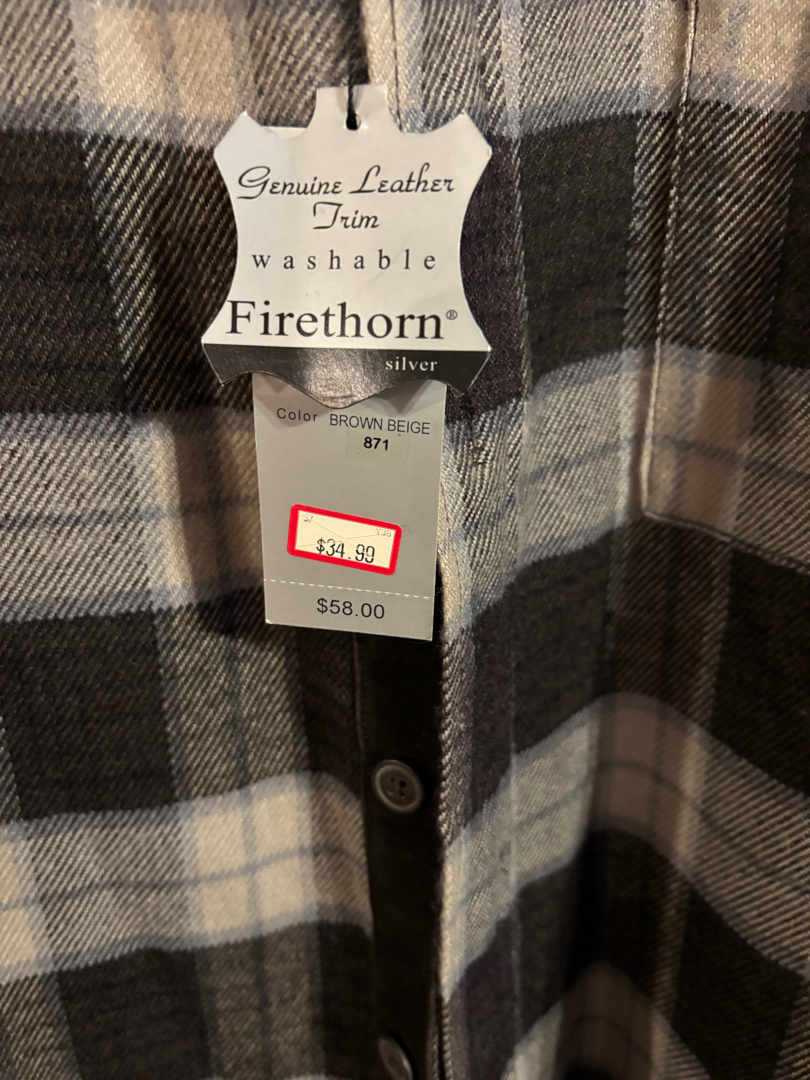 Genuine Leather
Trim
washable
Firethorn®
silver
Color BROWN BEIGE
871
$34.99
$58.00